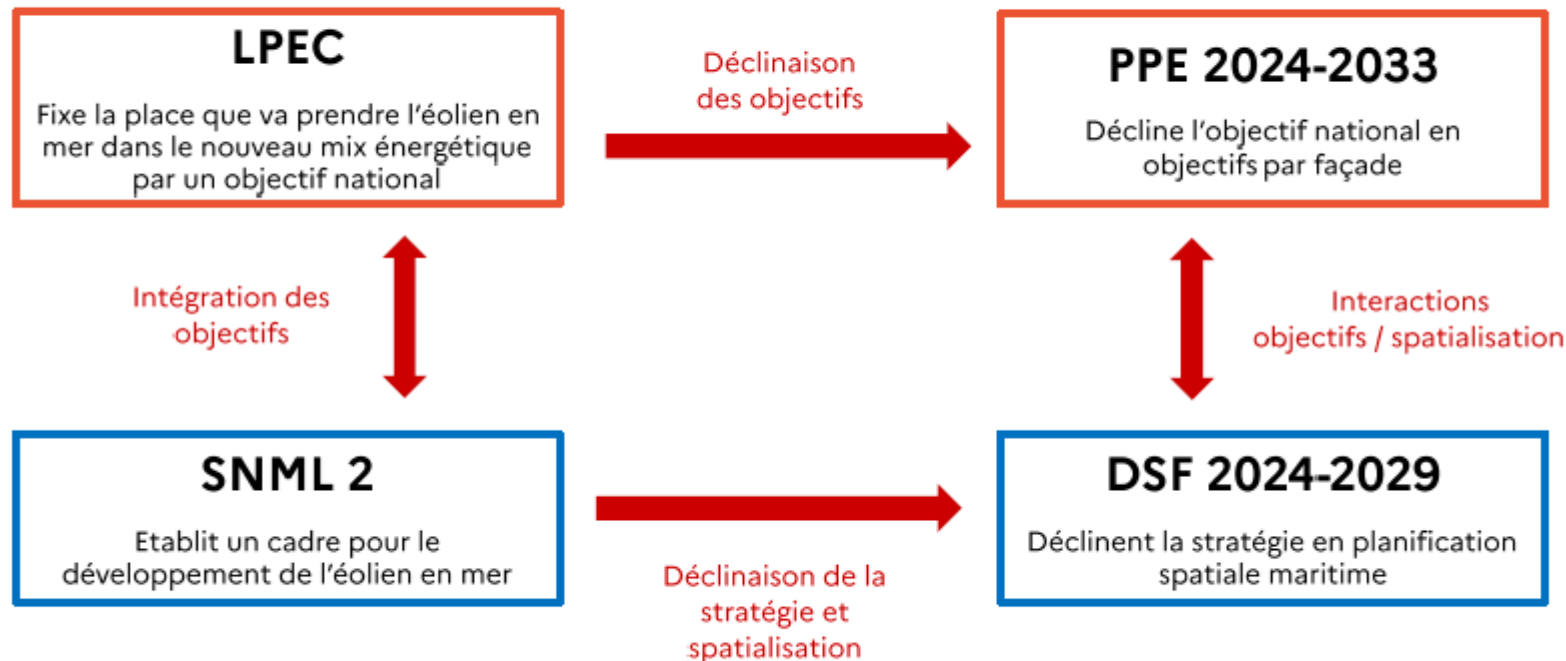 LPEC
Fixe la place que va prendre l’éolien en
mer dans le nouveau mix énergétique
par un objectif national
Déclinaison
des objectifs
PPE 2024-2033
Décline l’objectif national en
objectifs par façade
Intégration des
objectifs
Interactions
objectifs / spatialisation
SNML 2
Etablit un cadre pour le
développement de l’éolien en mer
Déclinaison de la
stratégie et
spatialisation
DSF 2024-2029
Déclinent la stratégie en planification
spatiale maritime